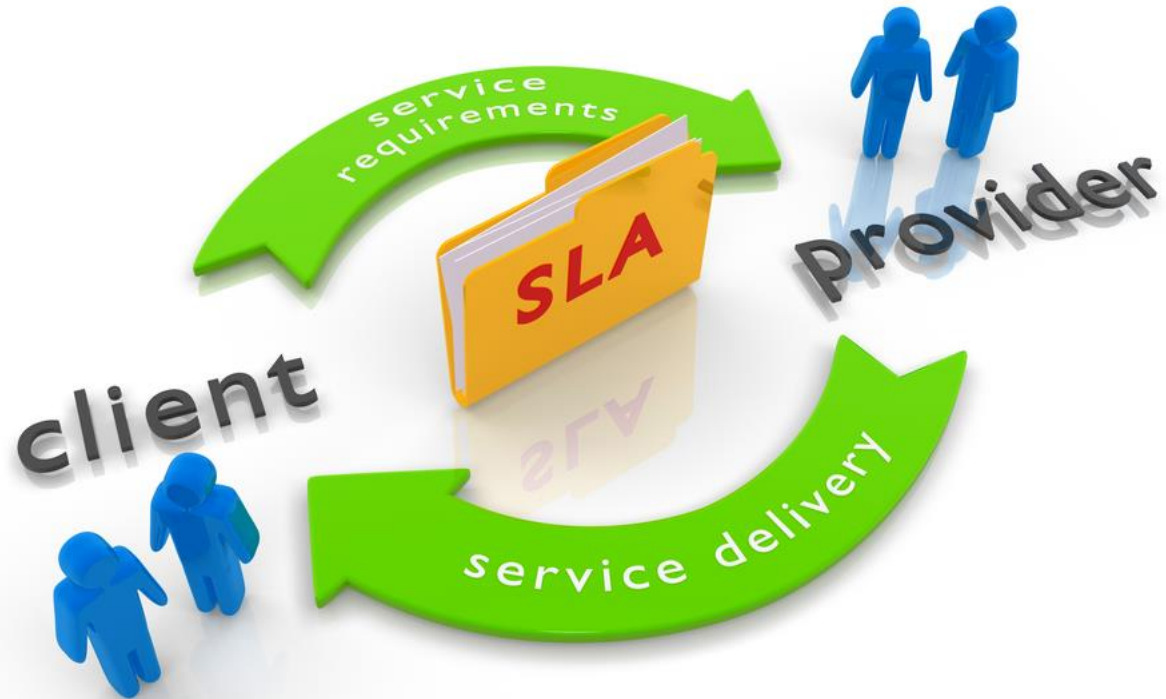 service
requirements
SLA
provider
client
service delivery